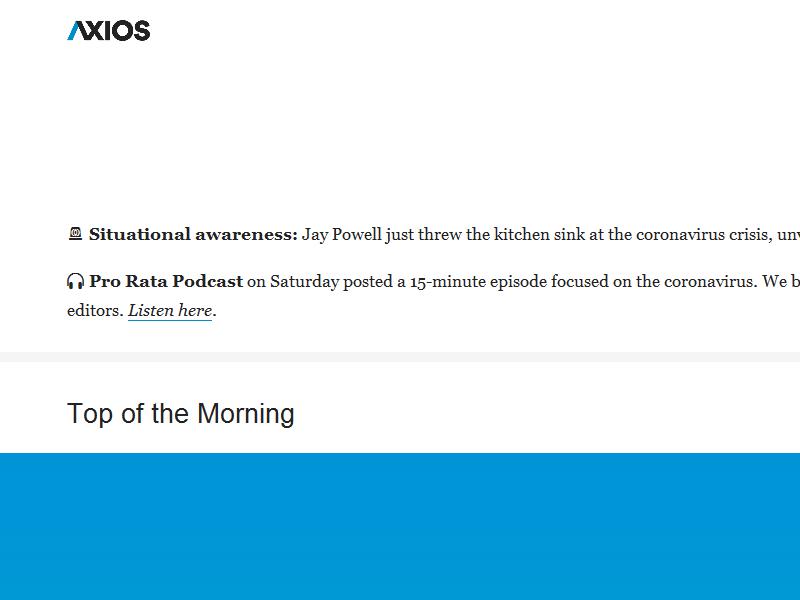 AXIOS
Situational awareness: Jay Powell just threw the kitchen sink at the coronavirus crisis,
Pro Rata Podcast on Saturday posted a 15-minute episode focused on the coronavirus. We
editors. Listen here.
Top of the Morning